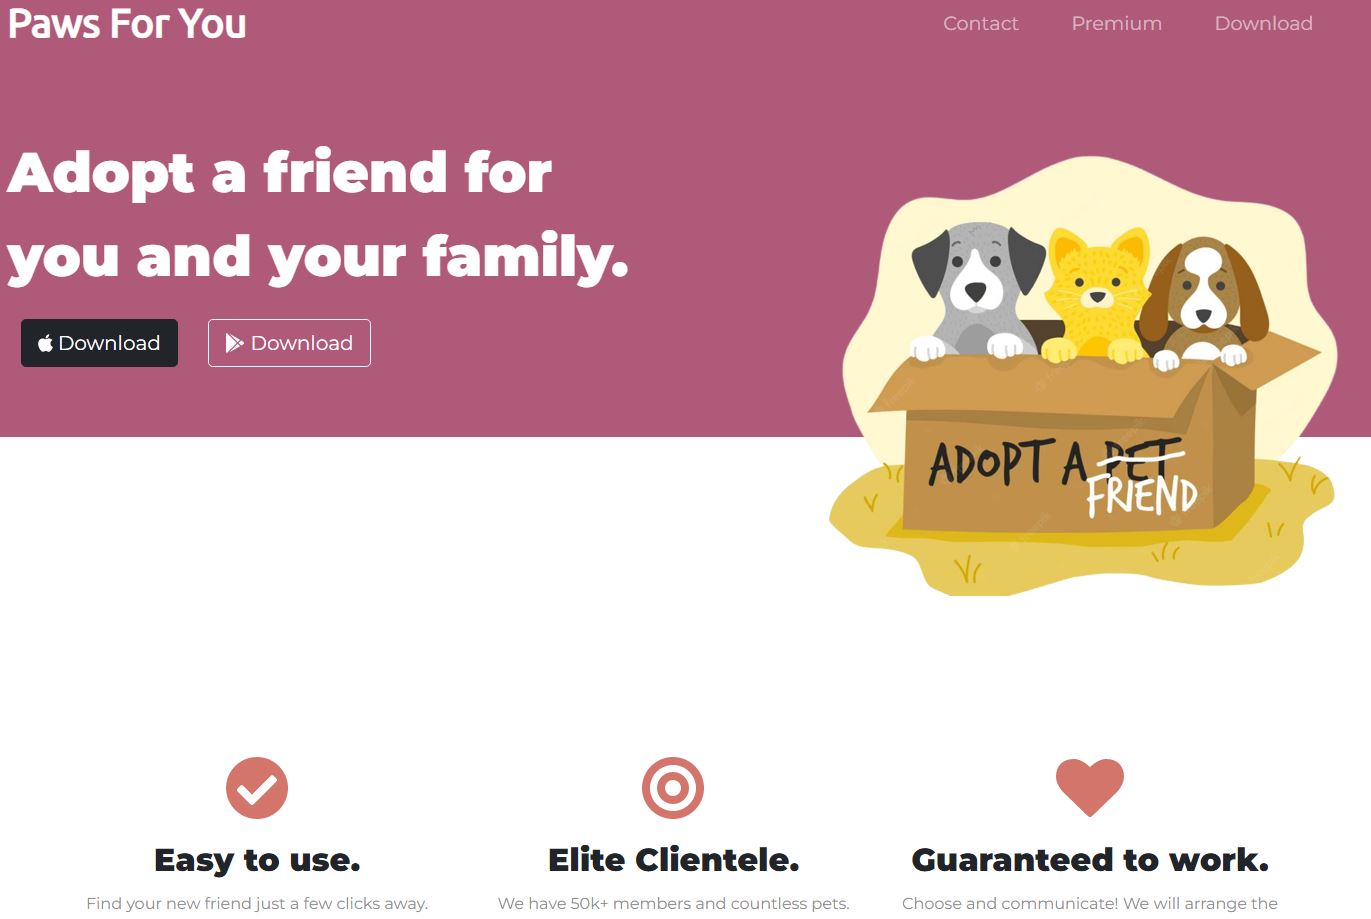 Paws For You
Contact Premium Download
Adopt a friend for
you and your family.
Download Download
ADOPT A PET
FRIEND
Easy to use.
Elite Clientele.
Guaranteed to work.
Find your new friend just a few clicks away.
We have 50k+ members and countless pets.
Choose and communicate! We will arrange the